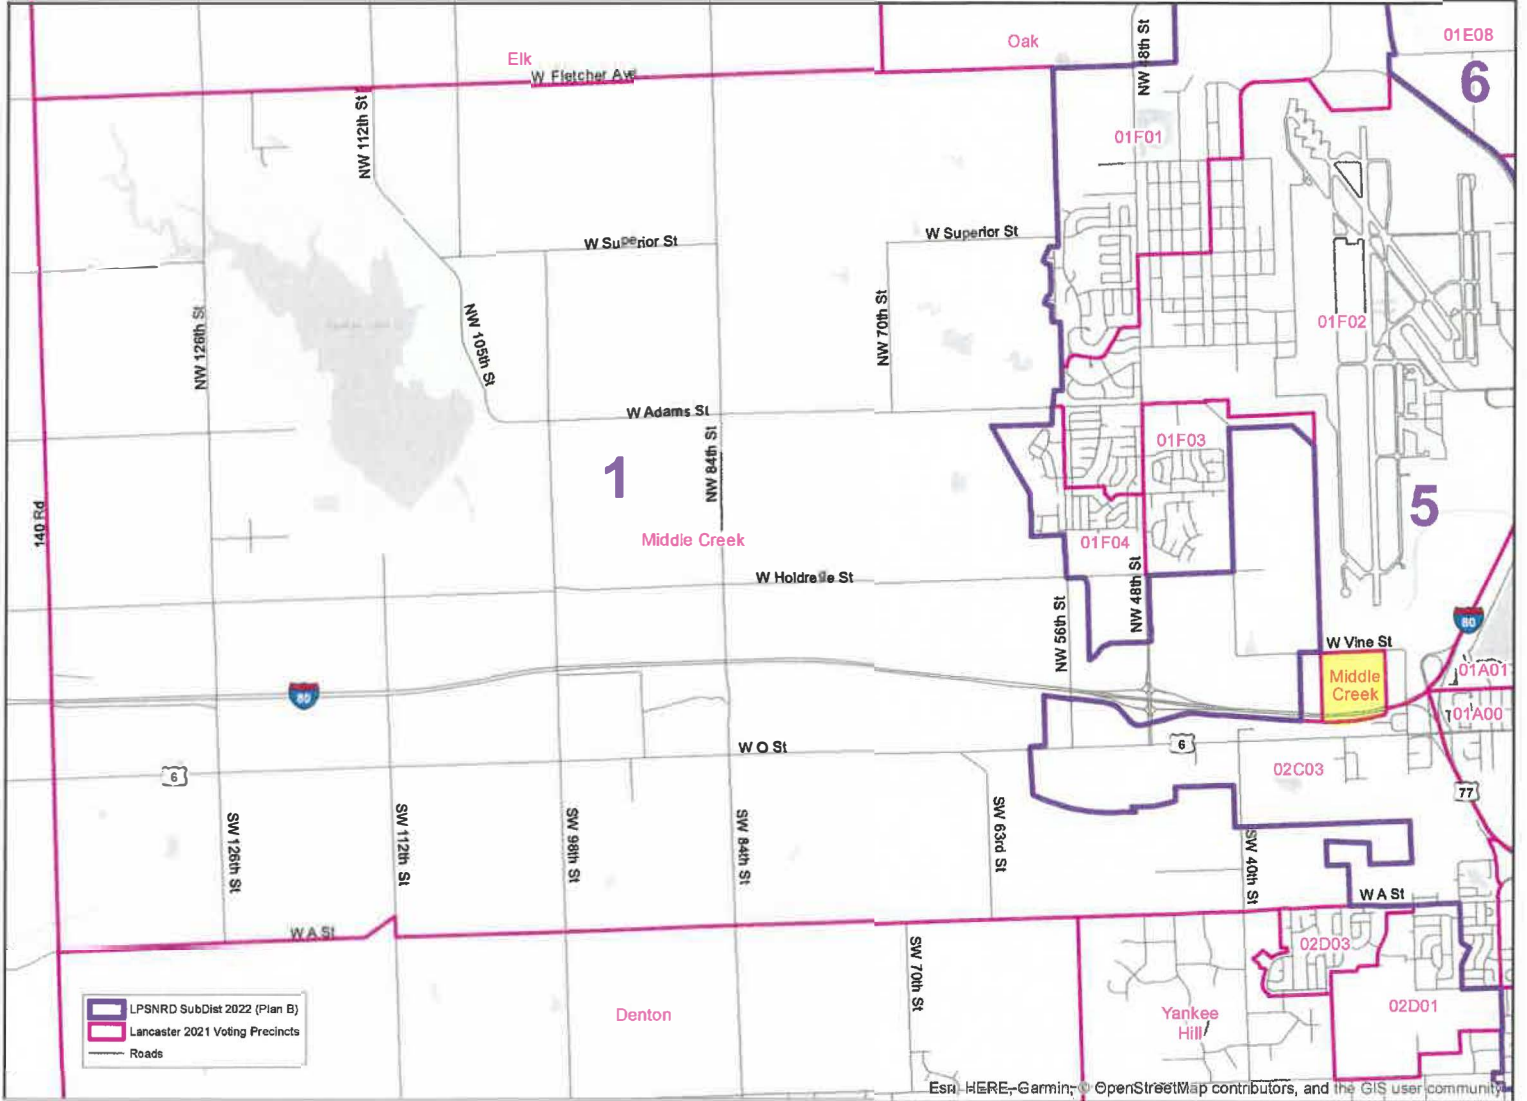 Elk
Oak
NW 48th St
01E08
6
W Fletcher Ave
NW 112th St
01F01
W Superior St
W Superior St
NW 126th St
NW 105th St
NW 70th St
01F02
W Adams St
NW 84th St
1
01F03
5
140 Rd
Middle Creek
01F04
W Holdrege St
NW 56th St
NW 48th St
80
W Vine St
80
Middle
Creek
01A01
01A00
W O St
6
6
02C03
77
SW 126th St
SW 112th St
SW 98th St
SW 84th St
SW 63rd St
SW 40th St
W A St
W A St
02D03
SW 70th St
Denton
Yankee
Hill
02D01
LPSNRD SubDist 2022 (Plan B)
Lancaster 2021 Voting Precincts
Roads
Esri, HERE, Garmin, © OpenStreetMap contributors, and the GIS user community